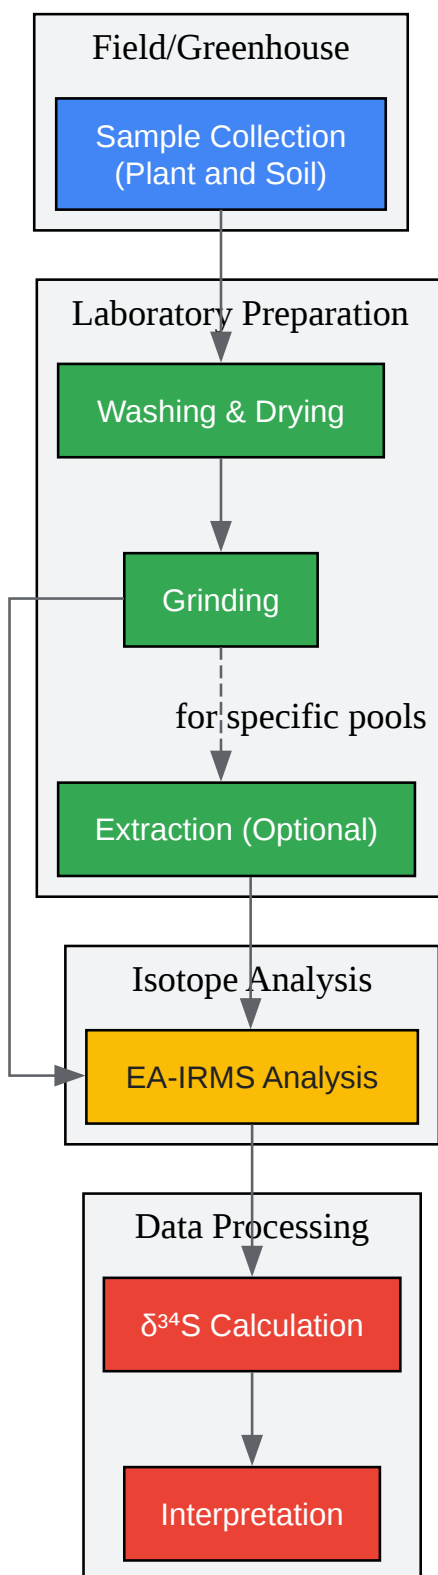 Field/Greenhouse
Sample Collection
(Plant and Soil)
Laboratory Preparation
Washing & Drying
Grinding
for specific pools
Extraction (Optional)
Isotope Analysis
EA-IRMS Analysis
Data Processing
δ³⁴S Calculation
Interpretation